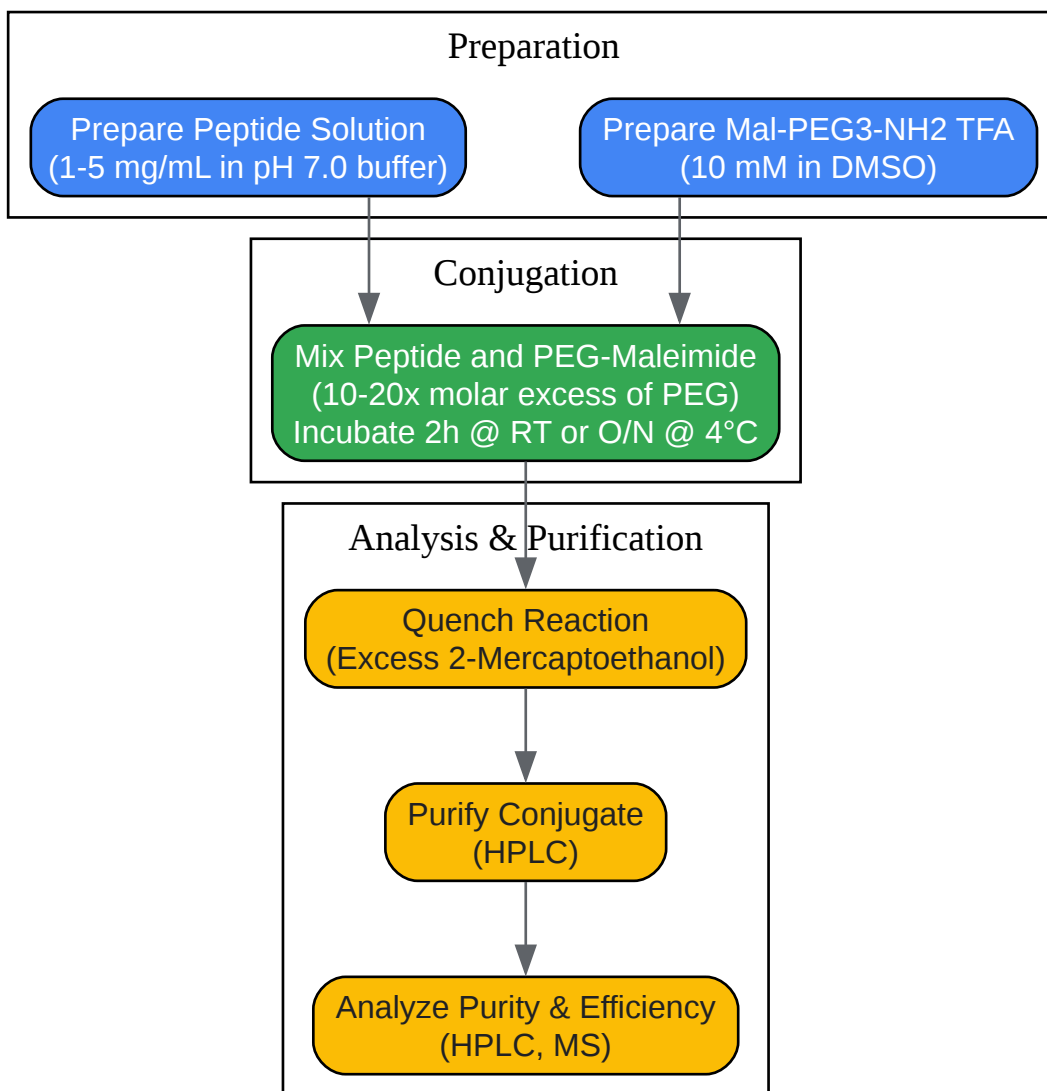 Preparation
Prepare Peptide Solution
(1-5 mg/mL in pH 7.0 buffer)
Prepare Mal-PEG3-NH2 TFA
(10 mM in DMSO)
Conjugation
Mix Peptide and PEG-Maleimide
(10-20x molar excess of PEG)
Incubate 2h @ RT or O/N @ 4°C
Analysis & Purification
Quench Reaction
(Excess 2-Mercaptoethanol)
Purify Conjugate
(HPLC)
Analyze Purity & Efficiency
(HPLC, MS)